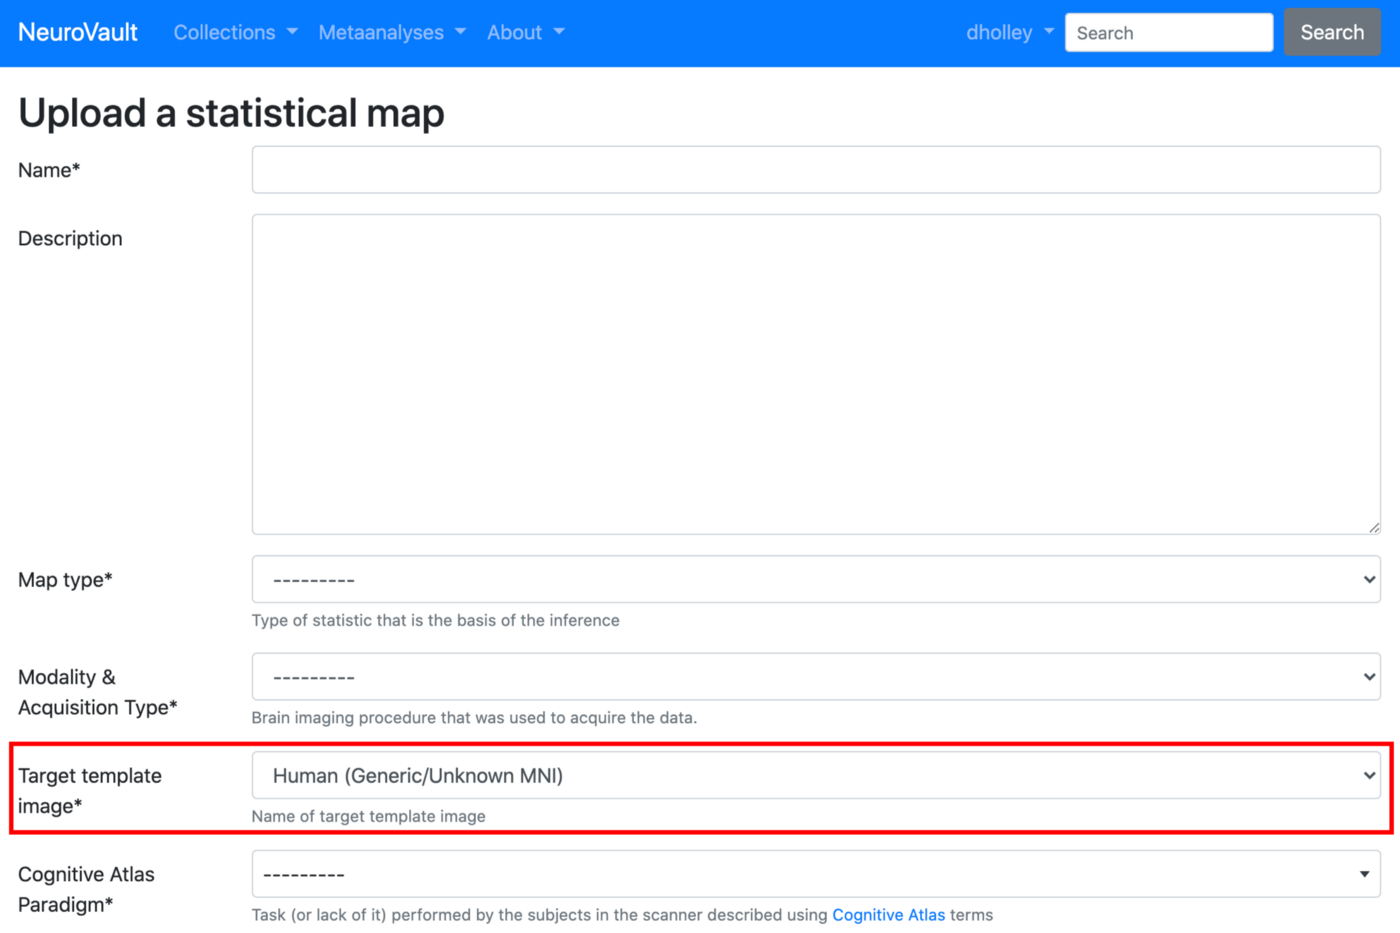 NeuroVault Collections Metaanalyses About dholley Search Search
Upload a statistical map
Name*
Description
Map type*
---------
Type of statistic that is the basis of the inference
Modality &
Acquisition Type*
---------
Brain imaging procedure that was used to acquire the data.
Target template
image*
Human (Generic/Unknown MNI)
Name of target template image
Cognitive Atlas
Paradigm*
---------
Task (or lack of it) performed by the subjects in the scanner described using Cognitive Atlas terms